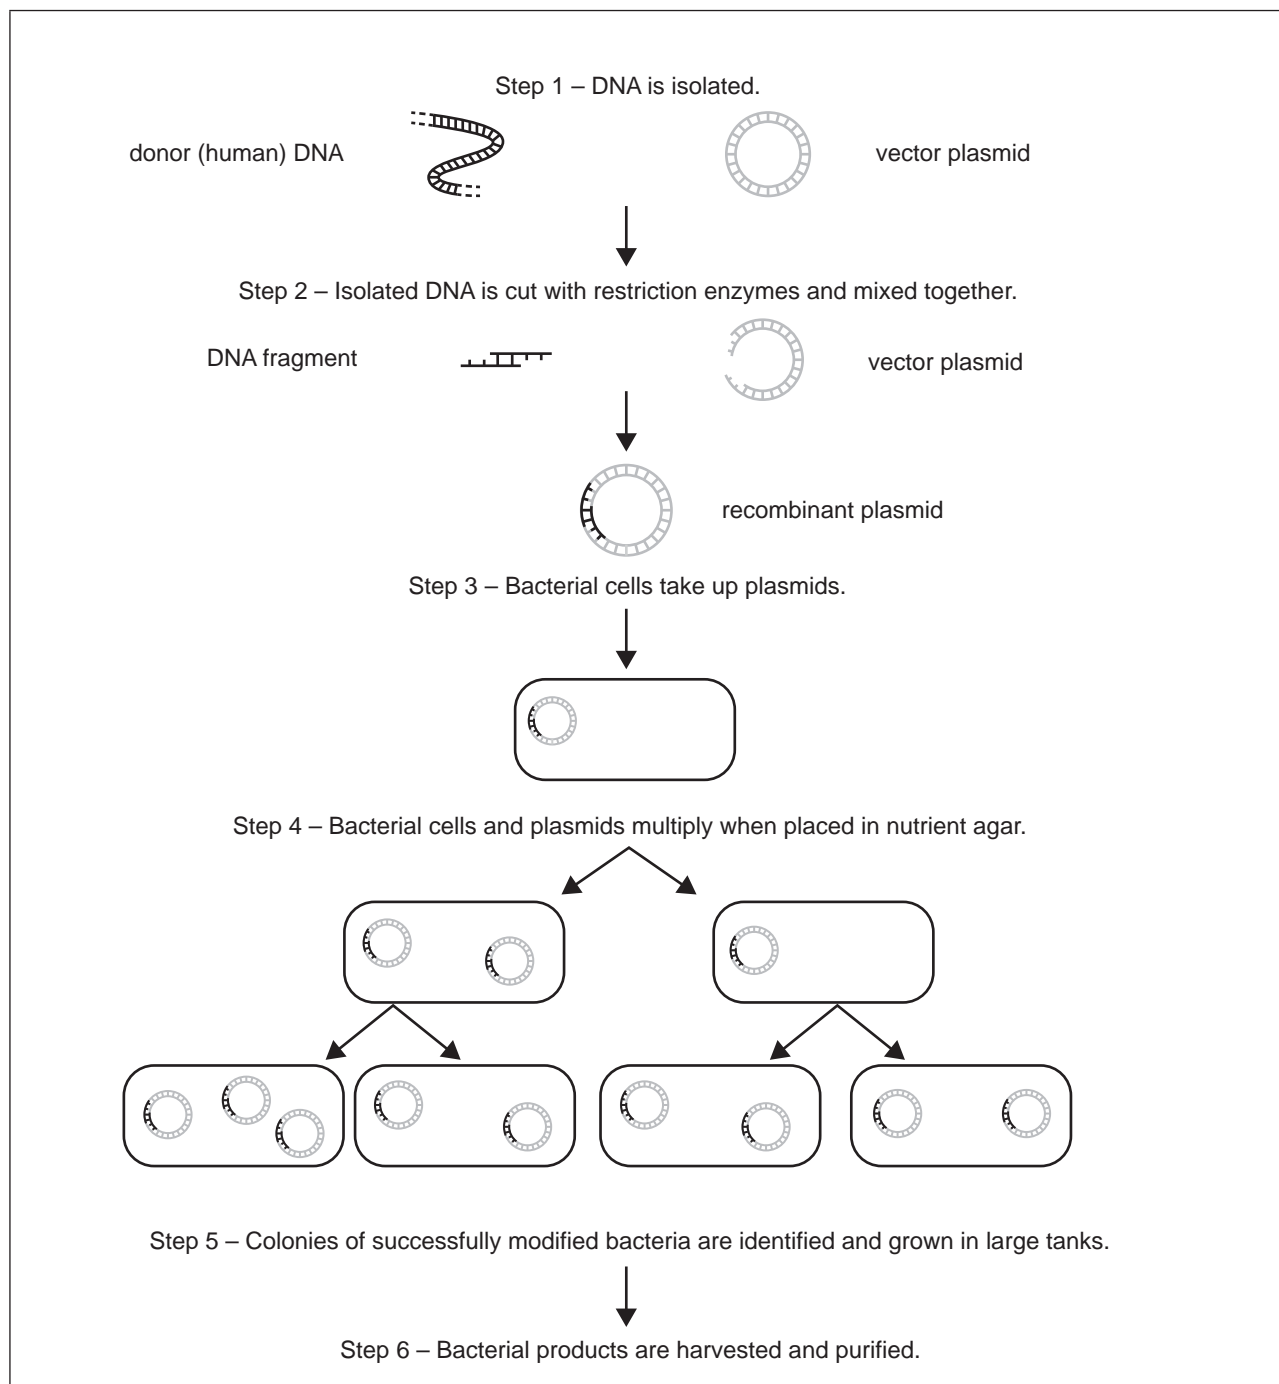 Step 1 – DNA is isolated.
donor (human) DNA
vector plasmid
Step 2 – Isolated DNA is cut with restriction enzymes and mixed together.
DNA fragment
vector plasmid
recombinant plasmid
Step 3 – Bacterial cells take up plasmids.
Step 4 – Bacterial cells and plasmids multiply when placed in nutrient agar.
Step 5 – Colonies of successfully modified bacteria are identified and grown in large tanks.
Step 6 – Bacterial products are harvested and purified.